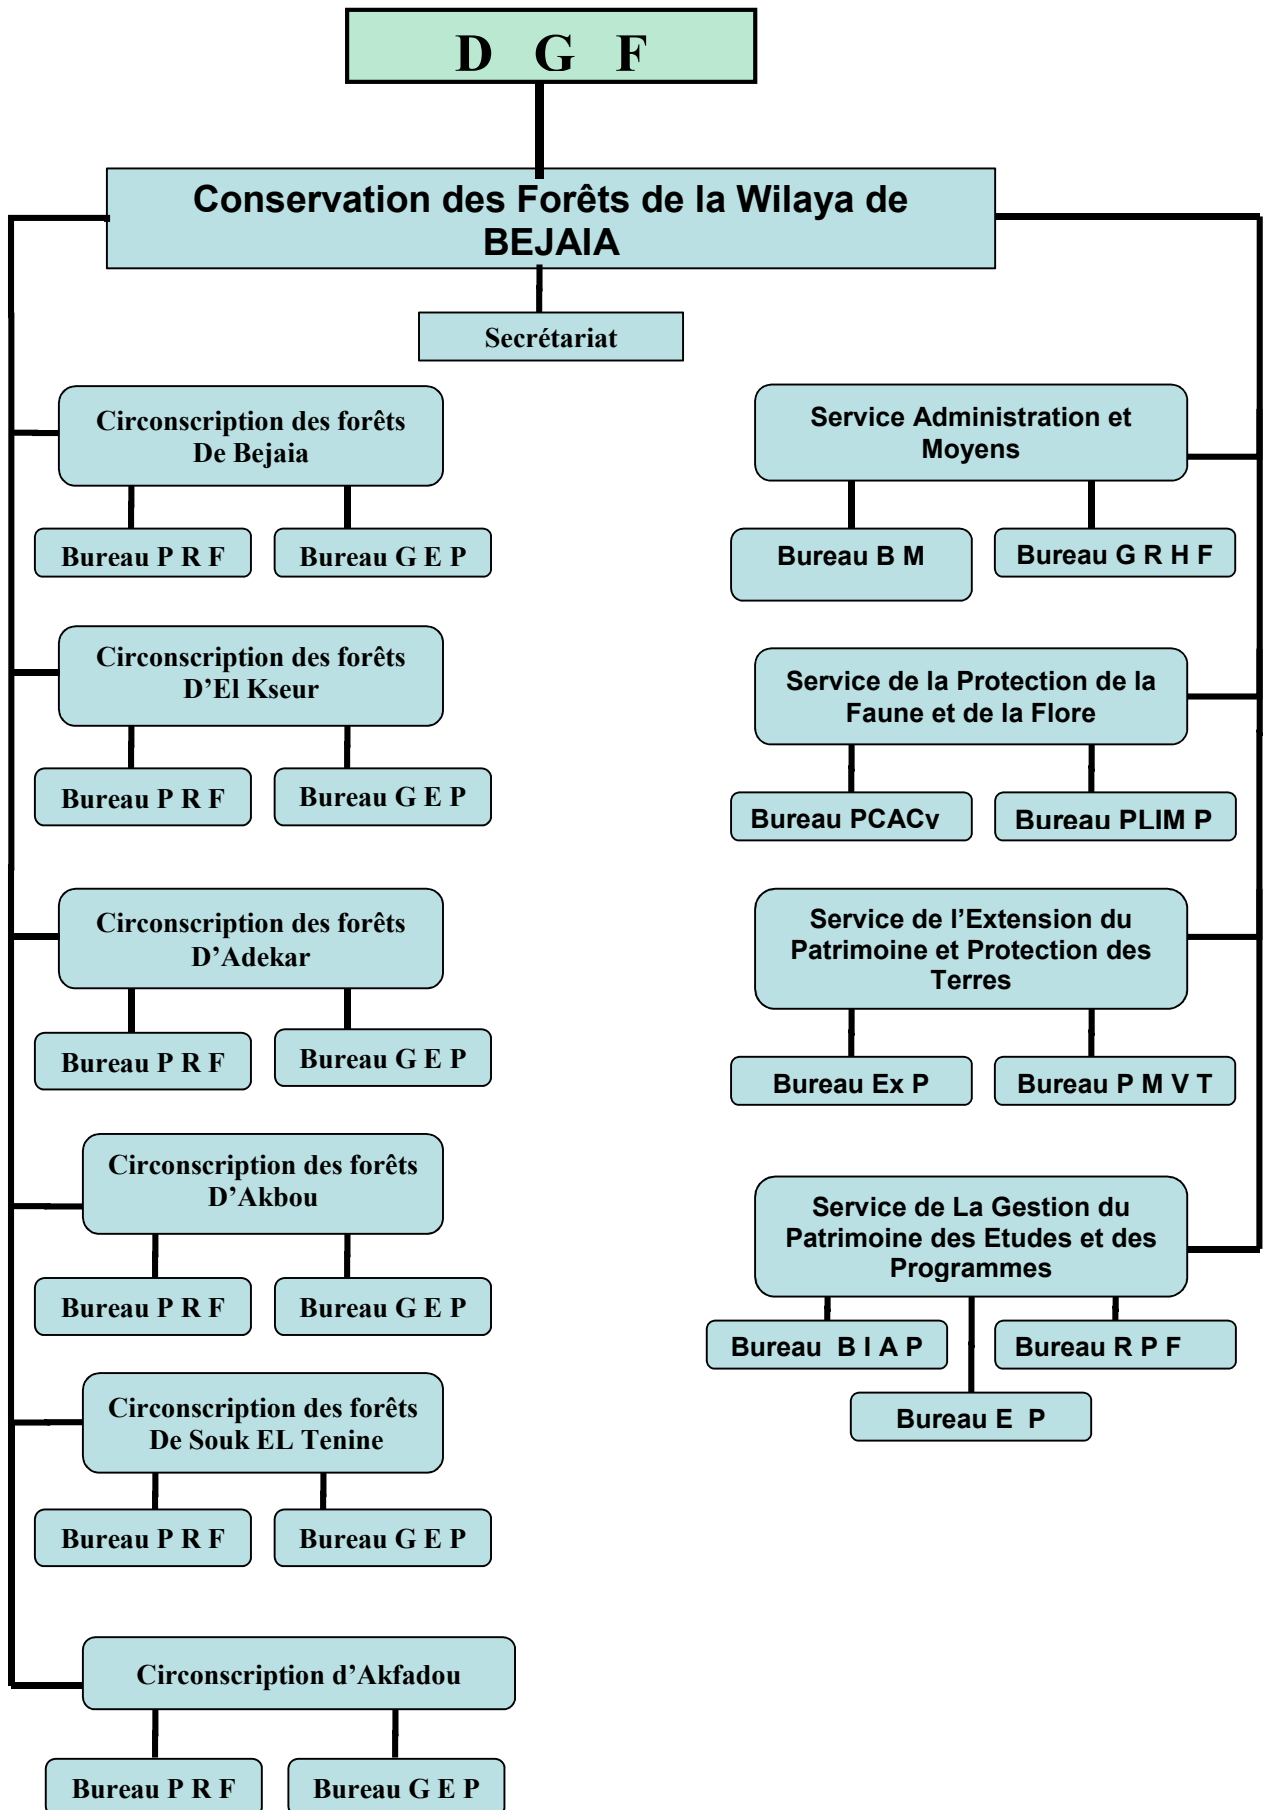 D G F
Conservation des Forêts de la Wilaya de
BEJAIA
Secrétariat
Circonscription des forêts
De Bejaia
Bureau P R F
Bureau G E P
Circonscription des forêts
D’El Kseur
Bureau P R F
Bureau G E P
Circonscription des forêts
D’Adekar
Bureau P R F
Bureau G E P
Circonscription des forêts
D’Akbou
Bureau P R F
Bureau G E P
Circonscription des forêts
De Souk EL Tenine
Bureau P R F
Bureau G E P
Circonscription d’Akfadou
Bureau P R F
Bureau G E P
Service Administration et
Moyens
Bureau B M
Bureau G R H F
Service de la Protection de la
Faune et de la Flore
Bureau PCACv
Bureau PLIM P
Service de l’Extension du
Patrimoine et Protection des
Terres
Bureau Ex P
Bureau P M V T
Service de La Gestion du
Patrimoine des Etudes et des
Programmes
Bureau B I A P
Bureau R P F
Bureau E P